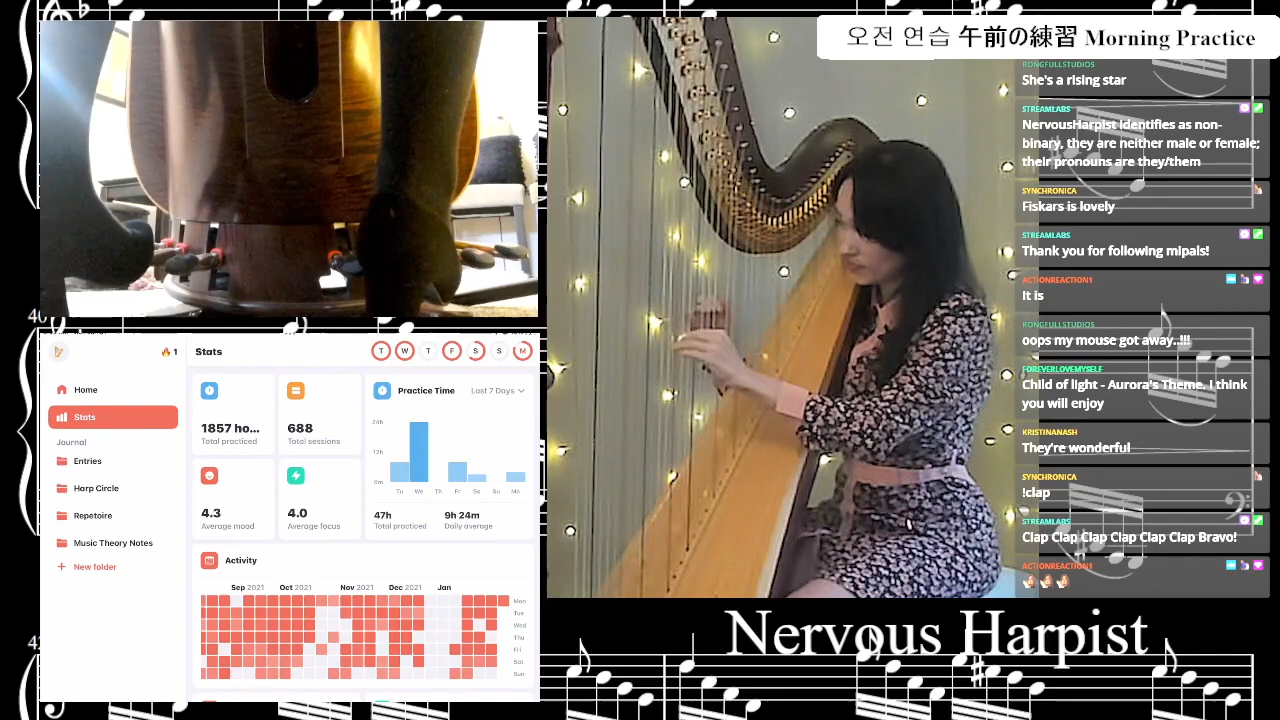 오전 연습 午前の練習 Morning Practice
RONGFULLSTUDIOS
She's a rising star
STREAMLABS
NervousHarpist identifies as non-
binary, they are neither male or female;
their pronouns are they/them
SYNCHRONICA
Fiskars is lovely
STREAMLABS
Thank you for following mipals!
ACTIONREACTION1
It is
RONGFULLSTUDIOS
oops my mouse got away..!!!
FOREVERLOVEMYSELF
Child of light - Aurora's Theme. I think
you will enjoy
KRISTINANASH
They're wonderful
SYNCHRONICA
!clap
STREAMLABS
Clap Clap Clap Clap Clap Clap Bravo!
ACTIONREACTION1
Nervous Harpist
40
42
🔥 1
Home
Stats
Journal
Entries
Harp Circle
Repetoire
Music Theory Notes
+ New folder
Stats
T W T F S S M
1857 ho...
Total practiced
688
Total sessions
4.3
Average mood
4.0
Average focus
Practice Time
Last 7 Days
24h
12h
0m
Tu We Th Fr Sa Su Mo
47h
Total practiced
9h 24m
Daily average
Activity
Sep 2021 Oct 2021 Nov 2021 Dec 2021 Jan
Mon
Tue
Wed
Thu
Fri
Sat
Sun